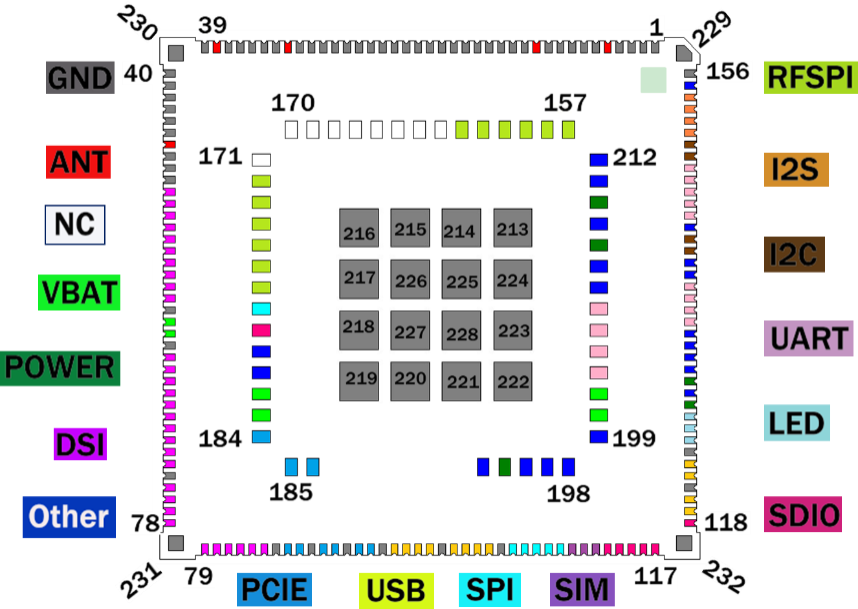 230 39 1 229
GND 40 156 RFSPI
170 157
ANT 171 212 I2S
NC 216 215 214 213
I2C
VBAT 217 226 225 224
218 227 228 223 UART
POWER 219 220 221 222
DSI 184 199 LED
185 198
Other 78 118 SDIO
231 79 117 232
PCIE USB SPI SIM